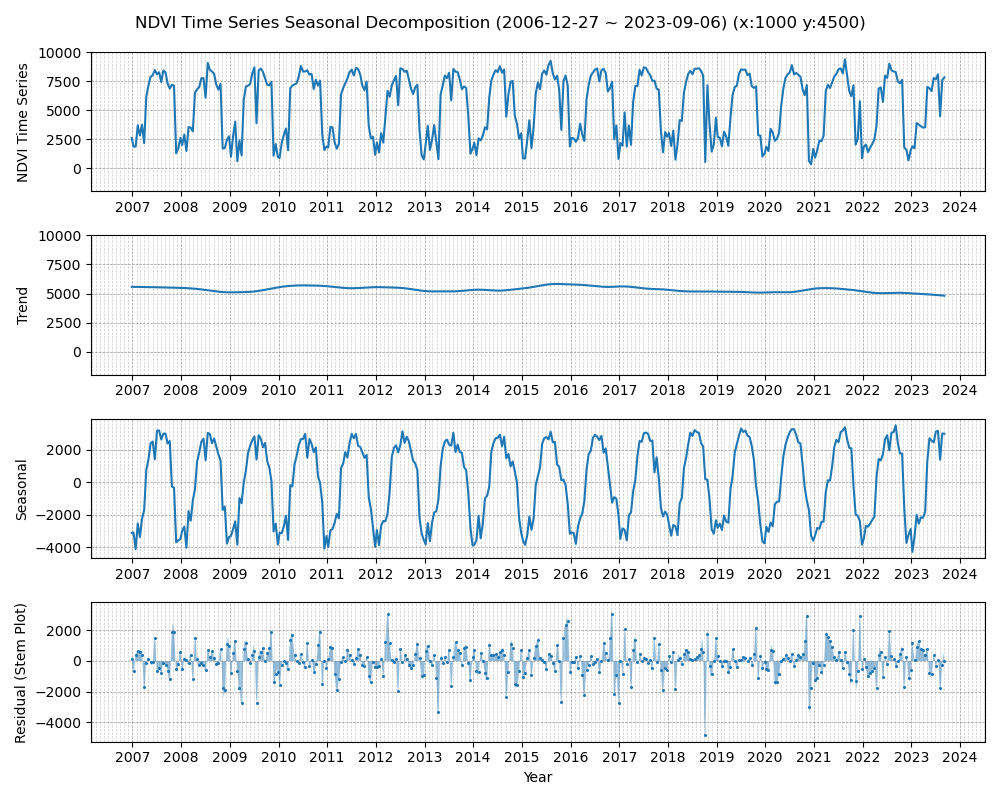 NDVI Time Series Seasonal Decomposition (2006-12-27 ~ 2023-09-06) (x:1000 y:4500)
NDVI Time Series
10000
7500
5000
2500
0
2007 2008 2009 2010 2011 2012 2013 2014 2015 2016 2017 2018 2019 2020 2021 2022 2023 2024
Trend
10000
7500
5000
2500
0
2007 2008 2009 2010 2011 2012 2013 2014 2015 2016 2017 2018 2019 2020 2021 2022 2023 2024
Seasonal
2000
0
−2000
−4000
2007 2008 2009 2010 2011 2012 2013 2014 2015 2016 2017 2018 2019 2020 2021 2022 2023 2024
Residual (Stem Plot)
2000
0
−2000
−4000
2007 2008 2009 2010 2011 2012 2013 2014 2015 2016 2017 2018 2019 2020 2021 2022 2023 2024
Year